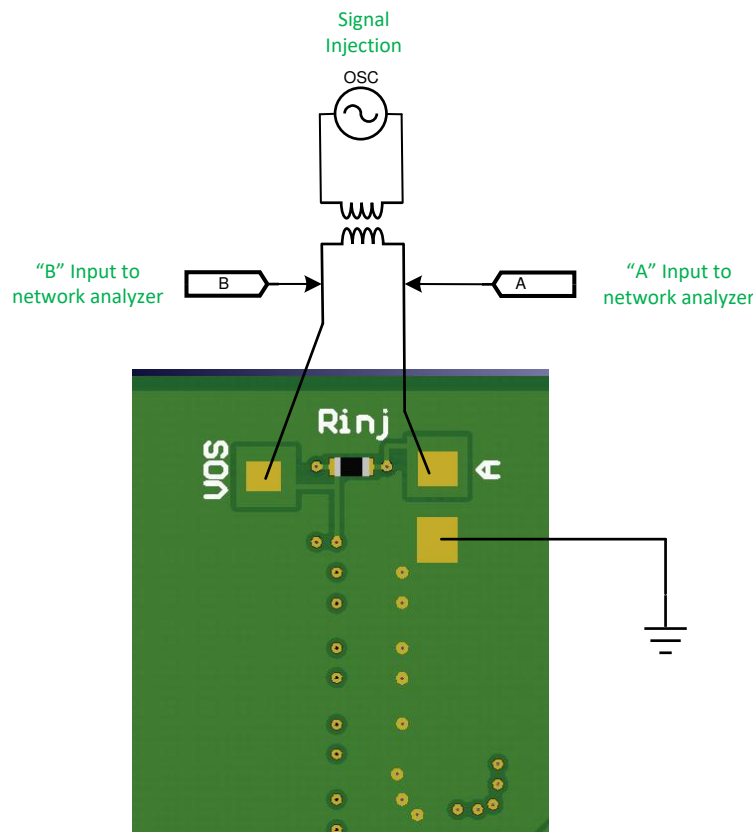 Signal
Injection
OSC
“B” Input to
network analyzer
B
A
“A” Input to
network analyzer
Rinj
VOS
A